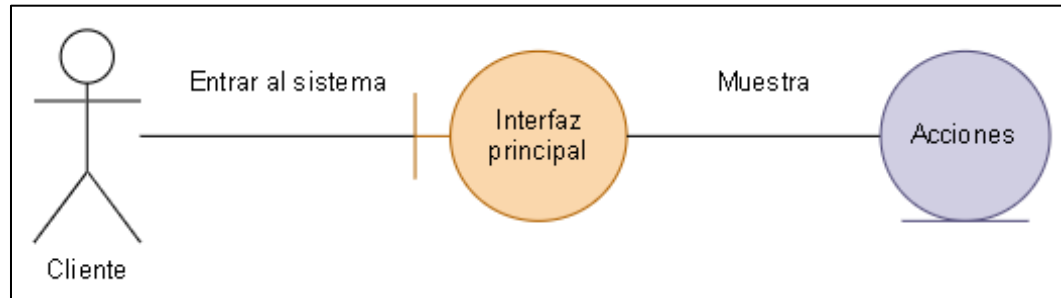 Entrar al sistema
Muestra
Interfaz
principal
Acciones
Cliente